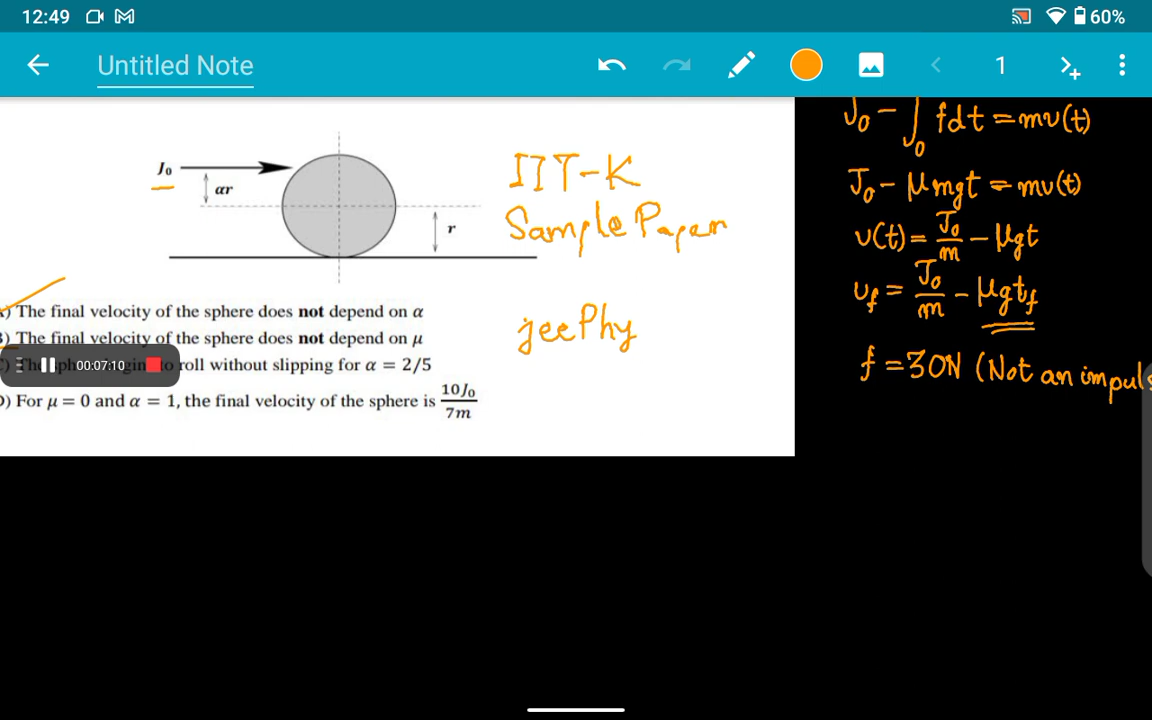 12:49
60%
Untitled Note
1
J₀
αr
r
IIT-K
Sample Paper
jeePhy
A) The final velocity of the sphere does not depend on α
B) The final velocity of the sphere does not depend on μ
00:07:10
to roll without slipping for α = 2/5
D) For μ = 0 and α = 1, the final velocity of the sphere is 10J₀/7m
J₀ - ∫₀ fdt = mv(t)
J₀ - μmgt = mv(t)
v(t) = J₀/m - μgt
v_f = J₀/m - μgt_f
f = 30N (Not an impuls